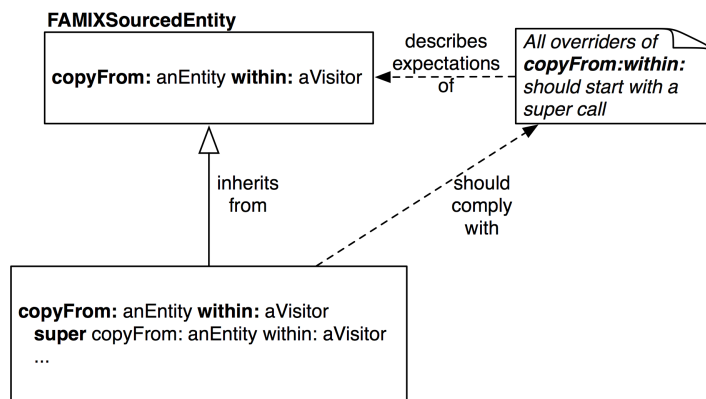 FAMIXSourcedEntity
copyFrom: anEntity within: aVisitor
describes
expectations
of
All overriders of
copyFrom:within:
should start with a
super call
inherits
from
should
comply
with
copyFrom: anEntity within: aVisitor
super copyFrom: anEntity within: aVisitor
...